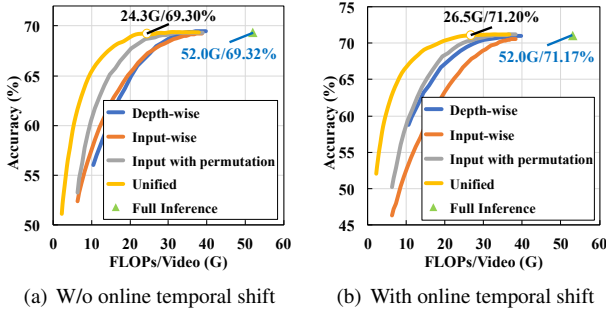 24.3G/69.30%
52.0G/69.32%
Accuracy (%)
70
65
60
55
50
Depth-wise
Input-wise
Input with permutation
Unified
Full Inference
0 10 20 30 40 50 60
FLOPs/Video (G)
(a) W/o online temporal shift
26.5G/71.20%
52.0G/71.17%
Accuracy (%)
75
70
65
60
55
50
45
Depth-wise
Input-wise
Input with permutation
Unified
Full Inference
0 10 20 30 40 50 60
FLOPs/Video (G)
(b) With online temporal shift